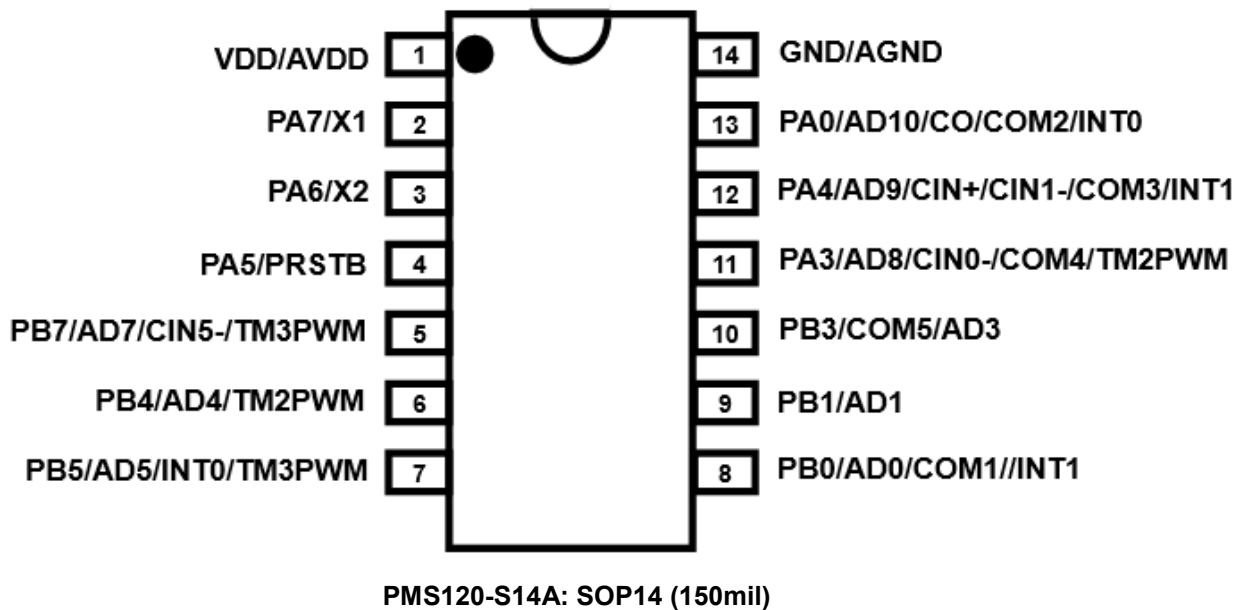 VDD/AVDD 1 14 GND/AGND
PA7/X1 2 13 PA0/AD10/CO/COM2/INT0
PA6/X2 3 12 PA4/AD9/CIN+/CIN1-/COM3/INT1
PA5/PRSTB 4 11 PA3/AD8/CIN0-/COM4/TM2PWM
PB7/AD7/CIN5-/TM3PWM 5 10 PB3/COM5/AD3
PB4/AD4/TM2PWM 6 9 PB1/AD1
PB5/AD5/INT0/TM3PWM 7 8 PB0/AD0/COM1//INT1
PMS120-S14A: SOP14 (150mil)